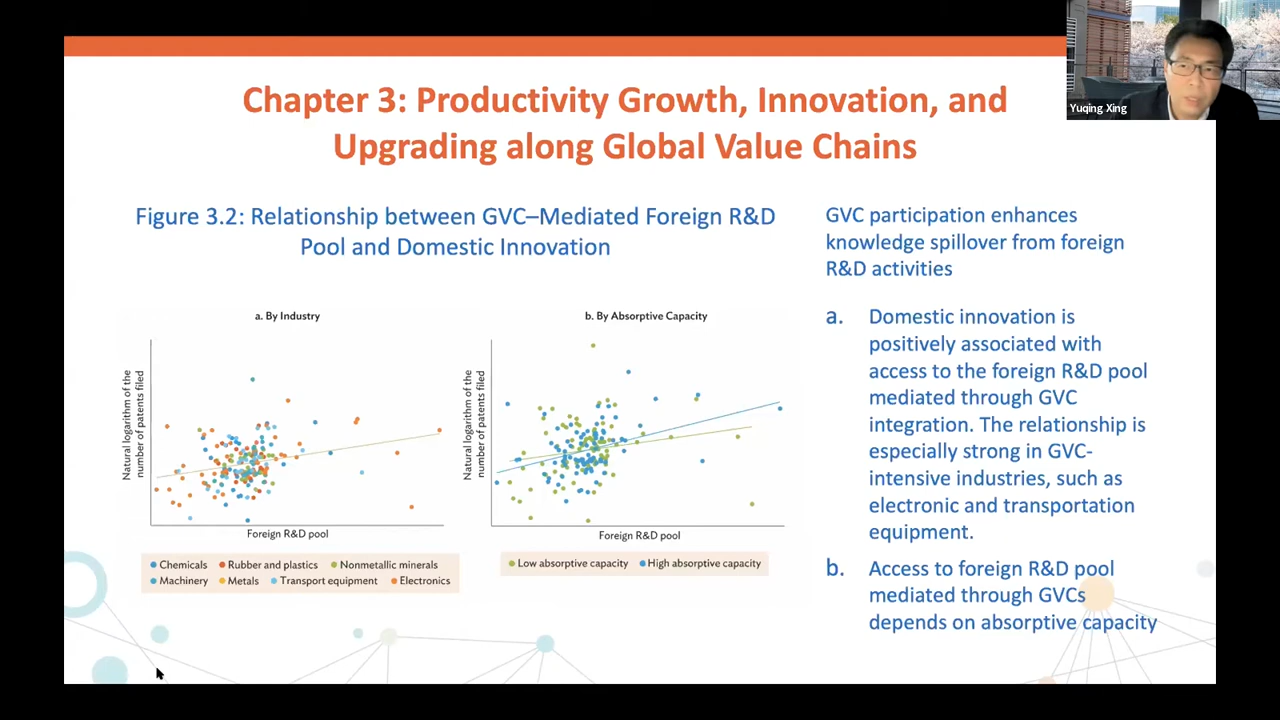 Yuqing Xing
Chapter 3: Productivity Growth, Innovation, and
Upgrading along Global Value Chains
Figure 3.2: Relationship between GVC–Mediated Foreign R&D
Pool and Domestic Innovation
a. By Industry
Natural logarithm of the
number of patents filed
Foreign R&D pool
Chemicals
Rubber and plastics
Nonmetallic minerals
Machinery
Metals
Transport equipment
Electronics
b. By Absorptive Capacity
Natural logarithm of the
number of patents filed
Foreign R&D pool
Low absorptive capacity
High absorptive capacity
GVC participation enhances
knowledge spillover from foreign
R&D activities
a. Domestic innovation is
positively associated with
access to the foreign R&D pool
mediated through GVC
integration. The relationship is
especially strong in GVC-
intensive industries, such as
electronic and transportation
equipment.
b. Access to foreign R&D pool
mediated through GVCs
depends on absorptive capacity